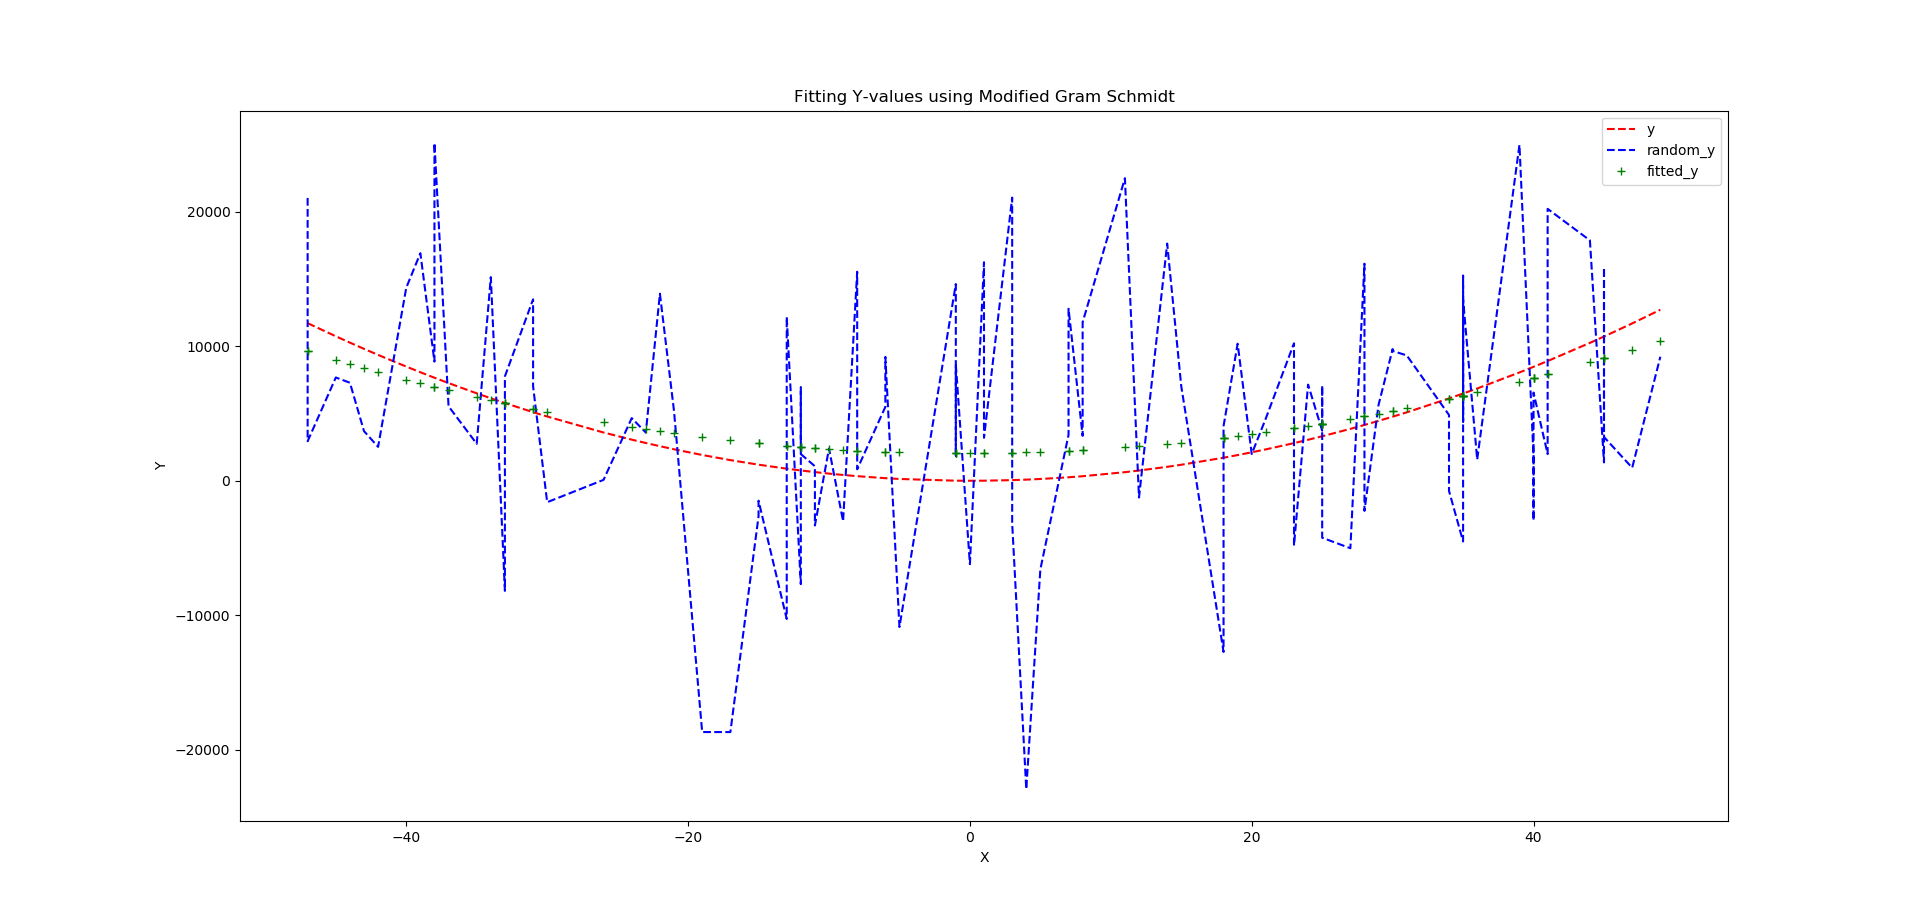 Fitting Y-values using Modified Gram Schmidt
y
random_y
fitted_y
20000
10000
0
−10000
−20000
Y
−40
−20
0
20
40
X